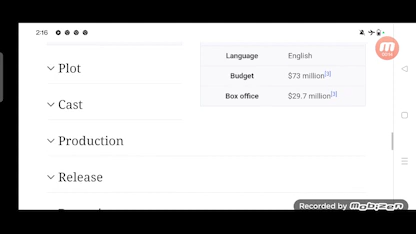 2:16
Plot
Language English
Budget $73 million[3]
Box office $29.7 million[3]
Cast
Production
Release
Recorded by MOBIZEN